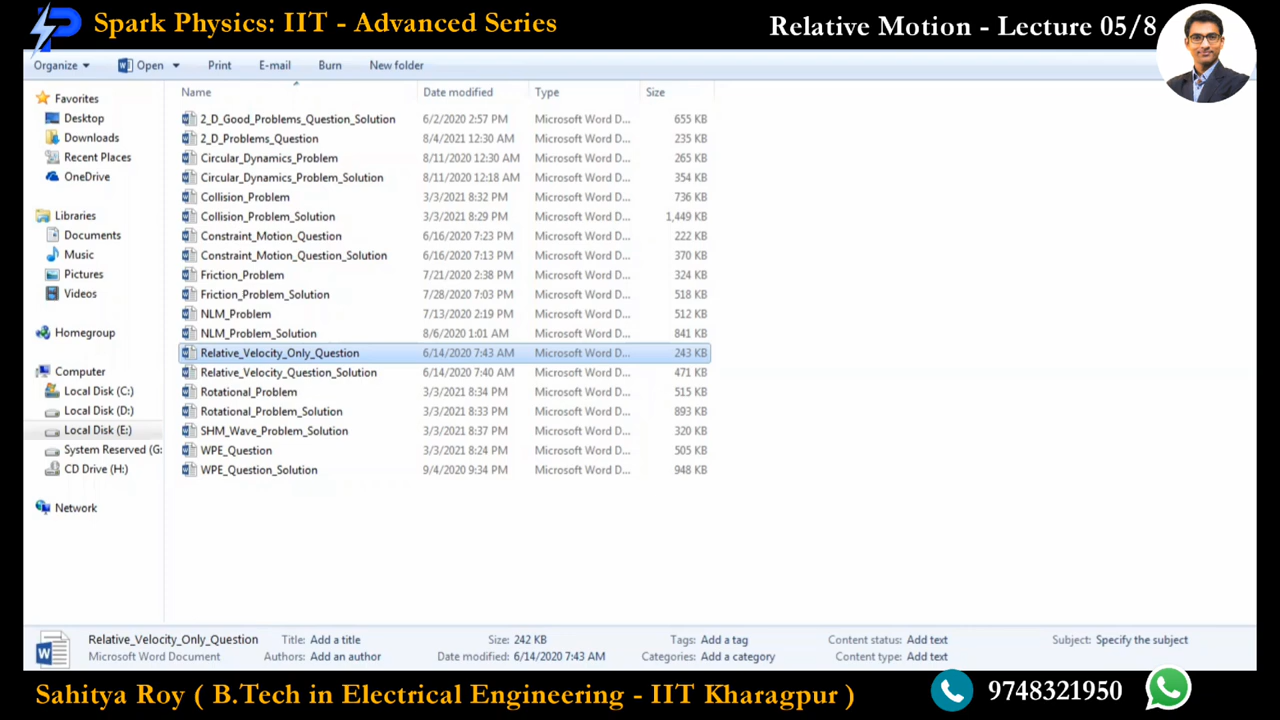 Spark Physics: IIT - Advanced Series
Relative Motion - Lecture 05/8
Organize Open Print E-mail Burn New folder
Name Date modified Type Size
Favorites
Desktop
Downloads
Recent Places
OneDrive
Libraries
Documents
Music
Pictures
Videos
Homegroup
Computer
Local Disk (C:)
Local Disk (D:)
Local Disk (E:)
System Reserved (G:
CD Drive (H:)
Network
2_D_Good_Problems_Question_Solution 6/2/2020 2:57 PM Microsoft Word D... 655 KB
2_D_Problems_Question 8/4/2021 12:30 AM Microsoft Word D... 235 KB
Circular_Dynamics_Problem 8/11/2020 12:30 AM Microsoft Word D... 265 KB
Circular_Dynamics_Problem_Solution 8/11/2020 12:18 AM Microsoft Word D... 354 KB
Collision_Problem 3/3/2021 8:32 PM Microsoft Word D... 736 KB
Collision_Problem_Solution 3/3/2021 8:29 PM Microsoft Word D... 1,449 KB
Constraint_Motion_Question 6/16/2020 7:23 PM Microsoft Word D... 222 KB
Constraint_Motion_Question_Solution 6/16/2020 7:13 PM Microsoft Word D... 370 KB
Friction_Problem 7/21/2020 2:38 PM Microsoft Word D... 324 KB
Friction_Problem_Solution 7/28/2020 7:03 PM Microsoft Word D... 518 KB
NLM_Problem 7/13/2020 2:19 PM Microsoft Word D... 512 KB
NLM_Problem_Solution 8/6/2020 1:01 AM Microsoft Word D... 841 KB
Relative_Velocity_Only_Question 6/14/2020 7:43 AM Microsoft Word D... 243 KB
Relative_Velocity_Question_Solution 6/14/2020 7:40 AM Microsoft Word D... 471 KB
Rotational_Problem 3/3/2021 8:34 PM Microsoft Word D... 515 KB
Rotational_Problem_Solution 3/3/2021 8:33 PM Microsoft Word D... 893 KB
SHM_Wave_Problem_Solution 3/3/2021 8:37 PM Microsoft Word D... 320 KB
WPE_Question 3/3/2021 8:24 PM Microsoft Word D... 505 KB
WPE_Question_Solution 9/4/2020 9:34 PM Microsoft Word D... 948 KB
Relative_Velocity_Only_Question Title: Add a title Size: 242 KB Tags: Add a tag Content status: Add text Subject: Specify the subject
Microsoft Word Document Authors: Add an author Date modified: 6/14/2020 7:43 AM Categories: Add a category Content type: Add text
Sahitya Roy ( B.Tech in Electrical Engineering - IIT Kharagpur )
9748321950